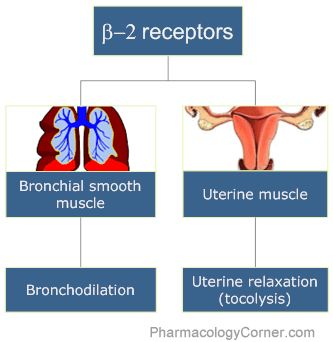 β-2 receptors
Bronchial smooth
muscle
Uterine muscle
Bronchodilation
Uterine relaxation
(tocolysis)
PharmacologyCorner.com